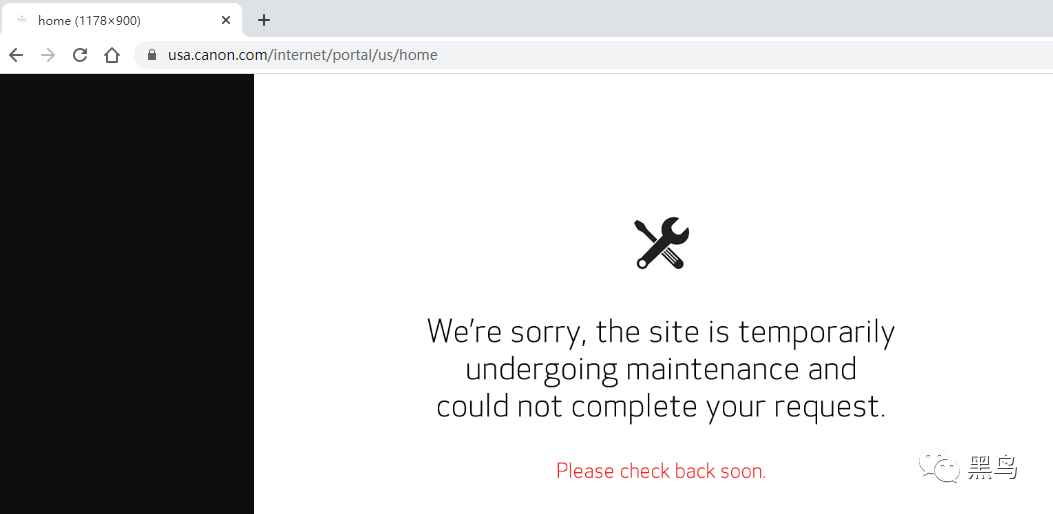 home (1178×900)
usa.canon.com/internet/portal/us/home
We're sorry, the site is temporarily
undergoing maintenance and
could not complete your request.
Please check back soon.
黑鸟